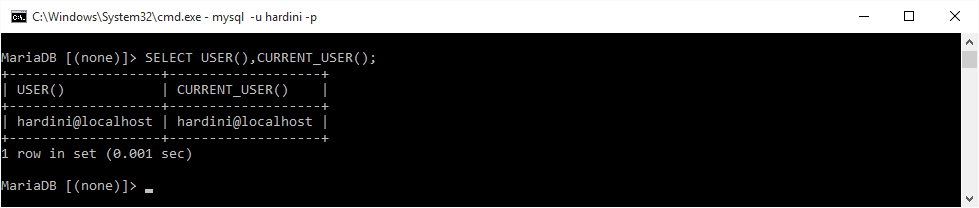 C:\Windows\System32\cmd.exe - mysql  -u hardini -p
MariaDB [(none)]> SELECT USER(),CURRENT_USER();
+-------------------+-------------------+
| USER()            | CURRENT_USER()    |
+-------------------+-------------------+
| hardini@localhost | hardini@localhost |
+-------------------+-------------------+
1 row in set (0.001 sec)
MariaDB [(none)]> _